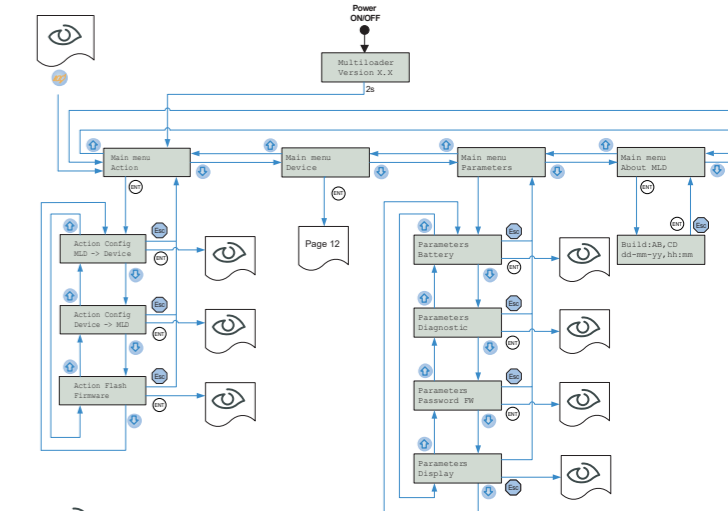 Power
ON/OFF
Multiloader
Version X.X
2s
Main menu
Action
Main menu
Device
Main menu
Parameters
Main menu
About MLD
ENT
ENT
ENT
ENT
Esc
Page 12
Build:AB,CD
dd-mm-yy,hh:mm
Action Config
MLD -> Device
Esc
ENT
Parameters
Battery
Esc
ENT
Action Config
Device -> MLD
Esc
ENT
Parameters
Diagnostic
Esc
ENT
Action Flash
Firmware
Esc
ENT
Parameters
Password FW
Esc
ENT
Parameters
Display
Esc